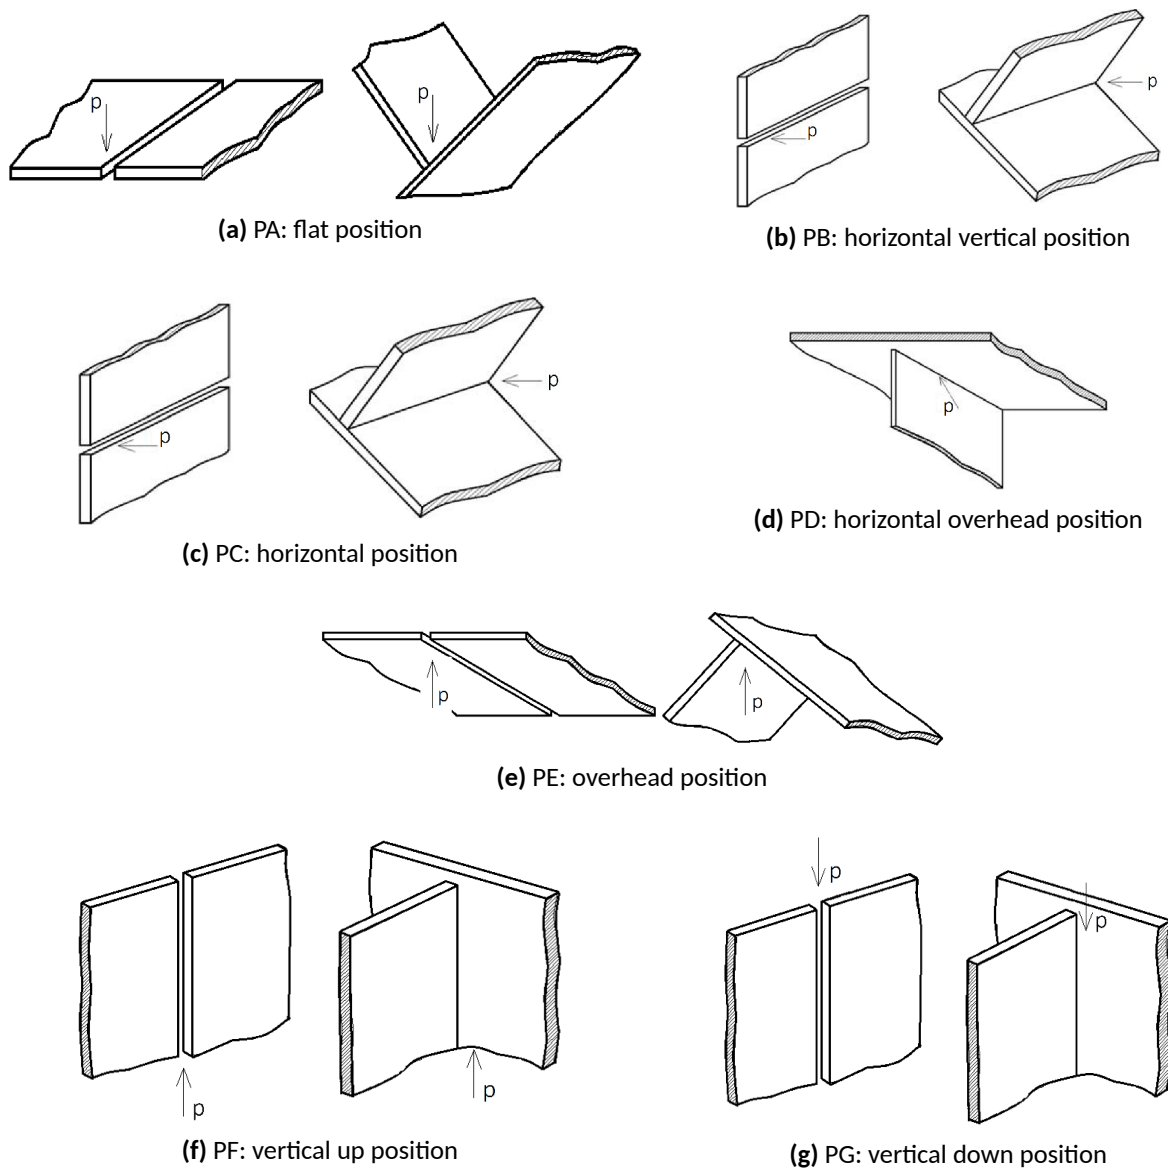 p
p
(a) PA: flat position
p
p
(b) PB: horizontal vertical position
p
p
(c) PC: horizontal position
p
(d) PD: horizontal overhead position
p
p
(e) PE: overhead position
p
p
(f) PF: vertical up position
p
p
(g) PG: vertical down position